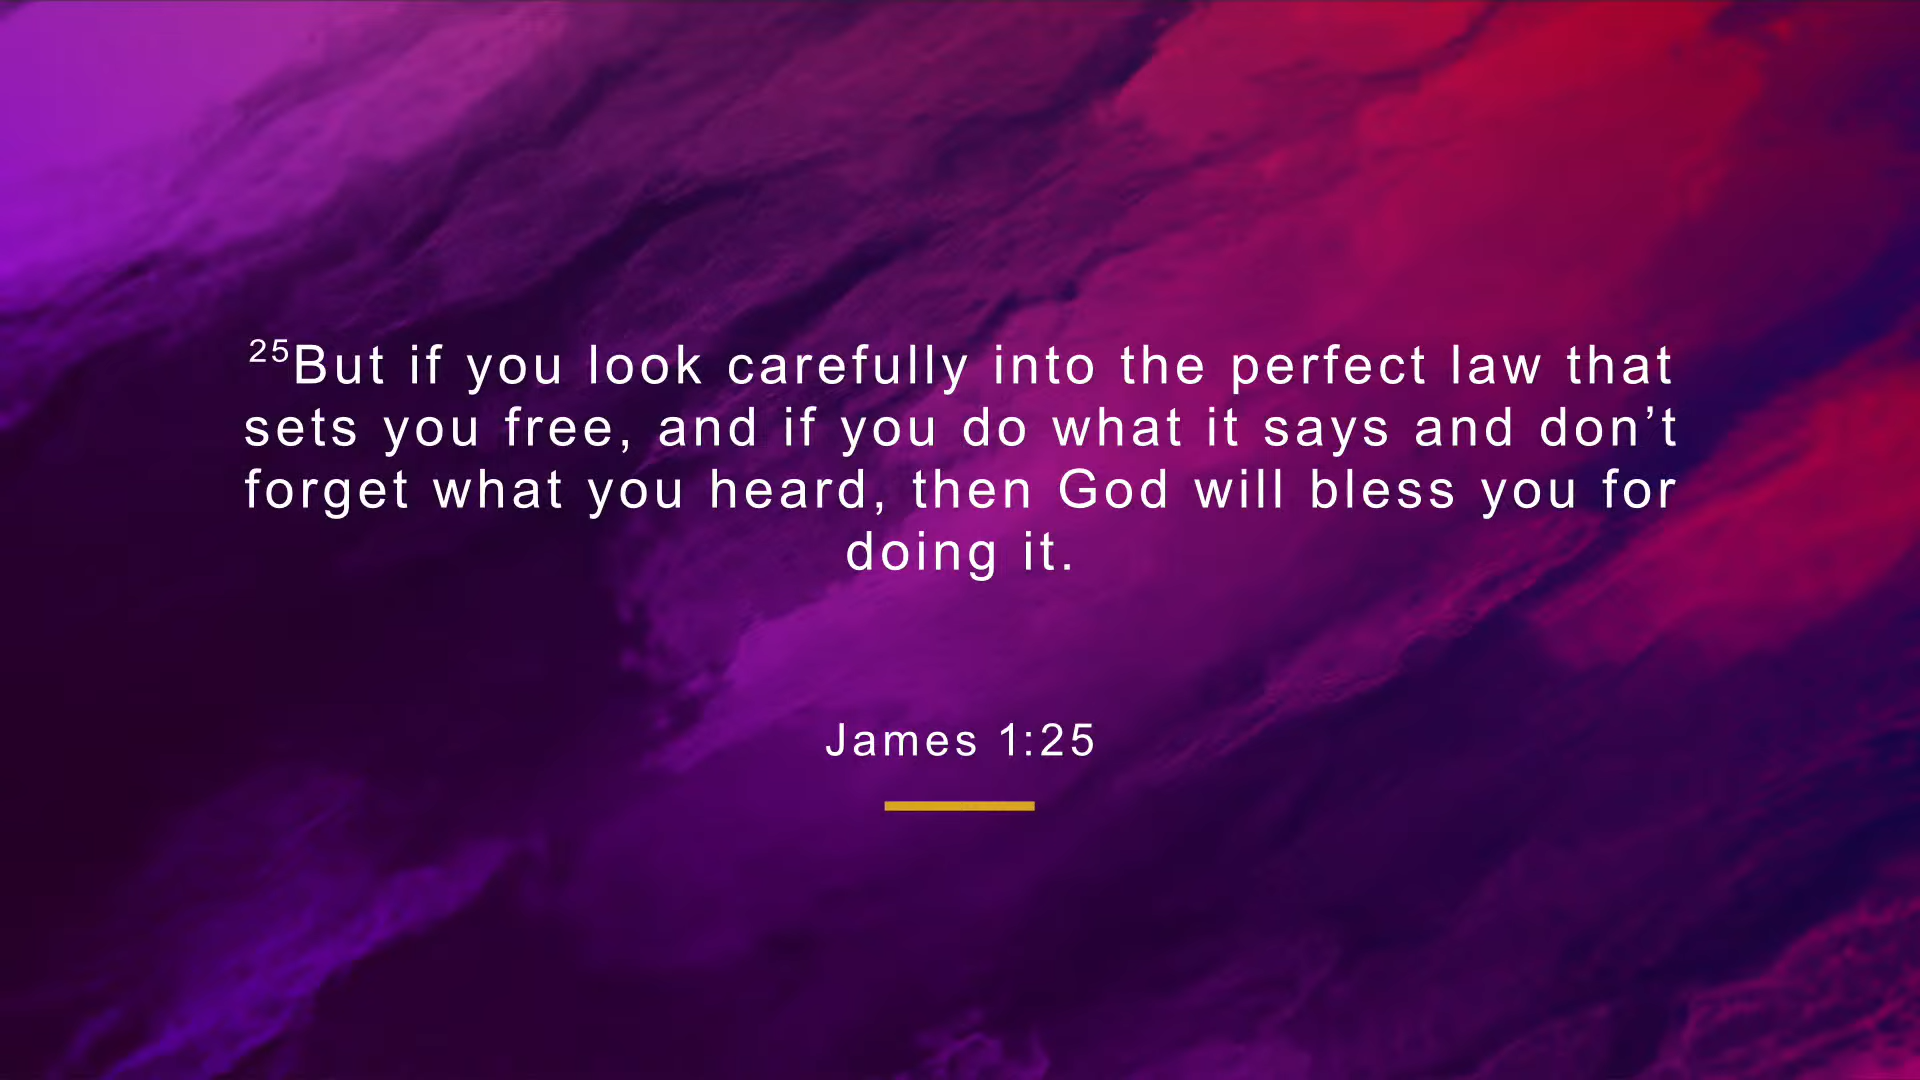 25But if you look carefully into the perfect law that
sets you free, and if you do what it says and don’t
forget what you heard, then God will bless you for
doing it.
James 1:25